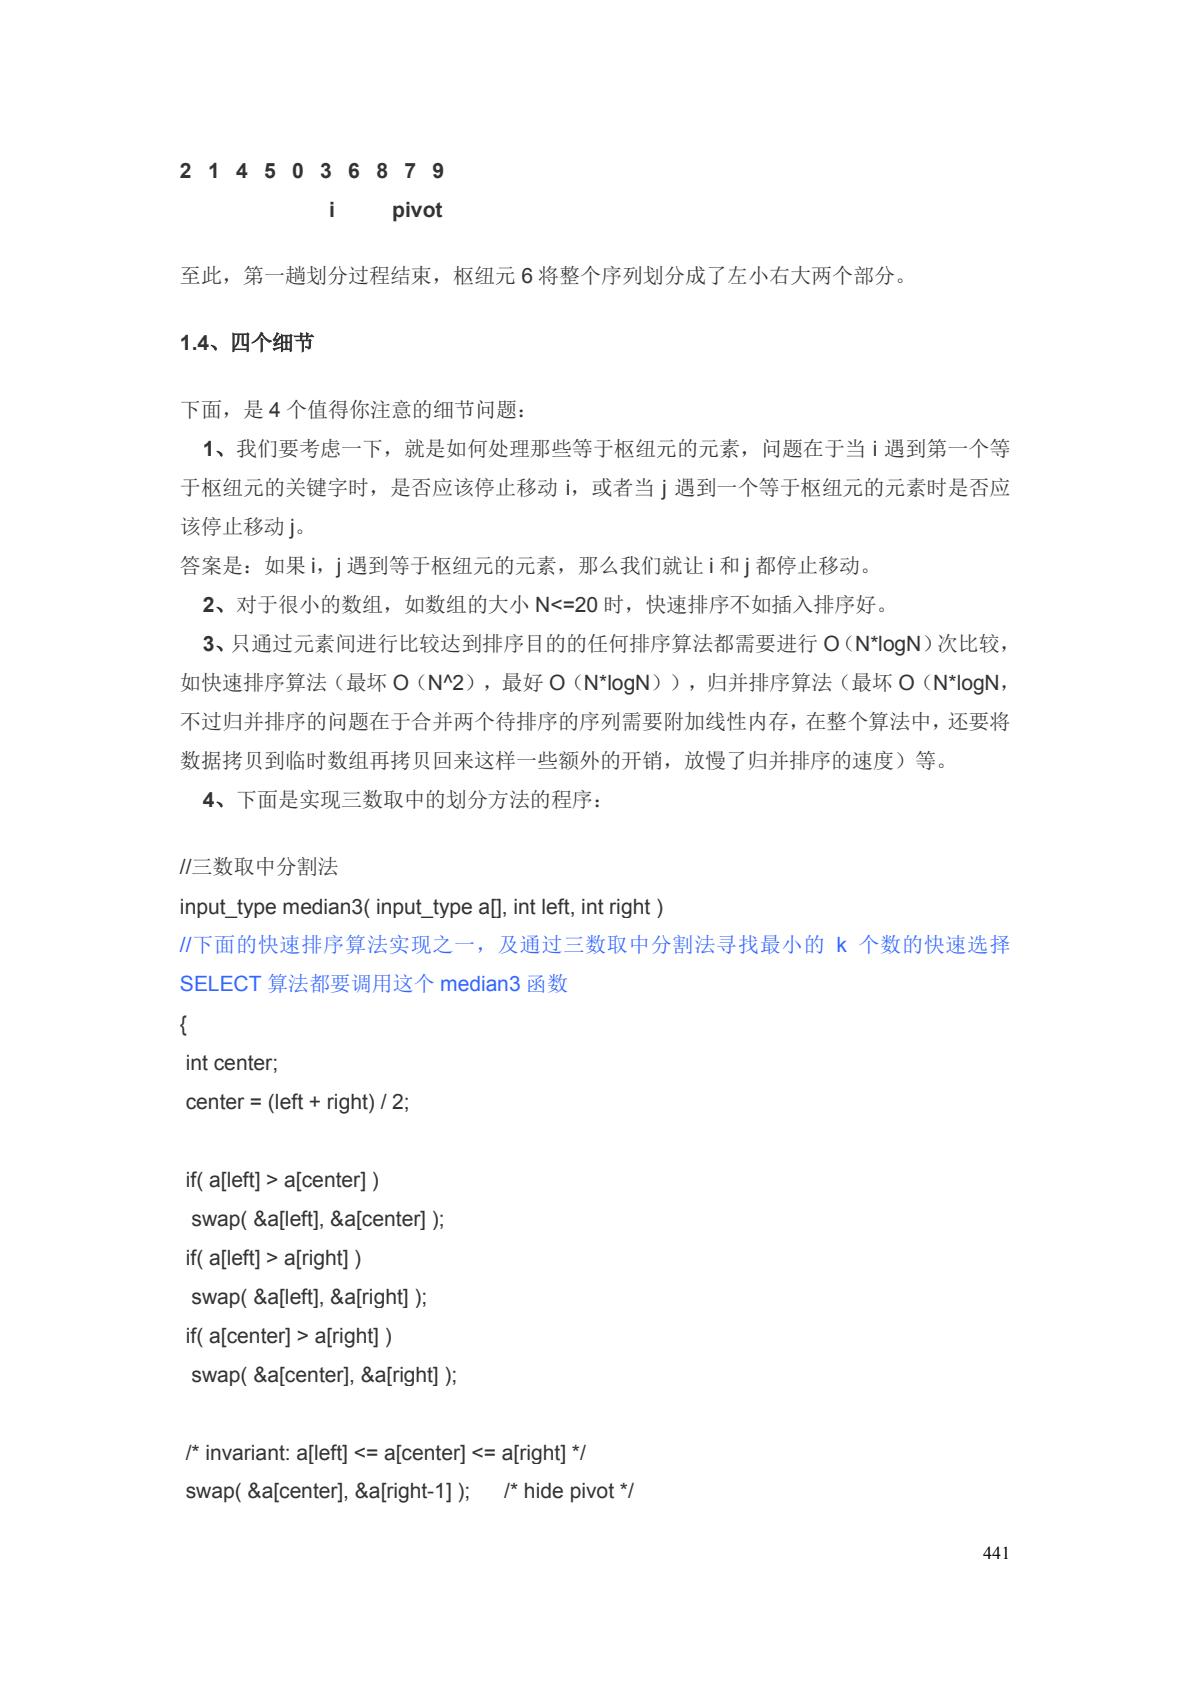 2 1 4 5 0 3 6 8 7 9
i pivot
至此，第一趟划分过程结束，枢纽元 6 将整个序列划分成了左小右大两个部分。
1.4、四个细节
下面，是 4 个值得你注意的细节问题：
1、我们要考虑一下，就是如何处理那些等于枢纽元的元素，问题在于当 i 遇到第一个等
于枢纽元的关键字时，是否应该停止移动 i，或者当 j 遇到一个等于枢纽元的元素时是否应
该停止移动 j。
答案是：如果 i，j 遇到等于枢纽元的元素，那么我们就让 i 和 j 都停止移动。
2、对于很小的数组，如数组的大小 N<=20 时，快速排序不如插入排序好。
3、只通过元素间进行比较达到排序目的的任何排序算法都需要进行 O（N*logN）次比较，
如快速排序算法（最坏 O（N^2），最好 O（N*logN）），归并排序算法（最坏 O（N*logN，
不过归并排序的问题在于合并两个待排序的序列需要附加线性内存，在整个算法中，还要将
数据拷贝到临时数组再拷贝回来这样一些额外的开销，放慢了归并排序的速度）等。
4、下面是实现三数取中的划分方法的程序：
//三数取中分割法
input_type median3( input_type a[], int left, int right )
//下面的快速排序算法实现之一，及通过三数取中分割法寻找最小的 k 个数的快速选择
SELECT 算法都要调用这个 median3 函数
{
int center;
center = (left + right) / 2;
if( a[left] > a[center] )
swap( &a[left], &a[center] );
if( a[left] > a[right] )
swap( &a[left], &a[right] );
if( a[center] > a[right] )
swap( &a[center], &a[right] );
/* invariant: a[left] <= a[center] <= a[right] */
swap( &a[center], &a[right-1] ); /* hide pivot */
441